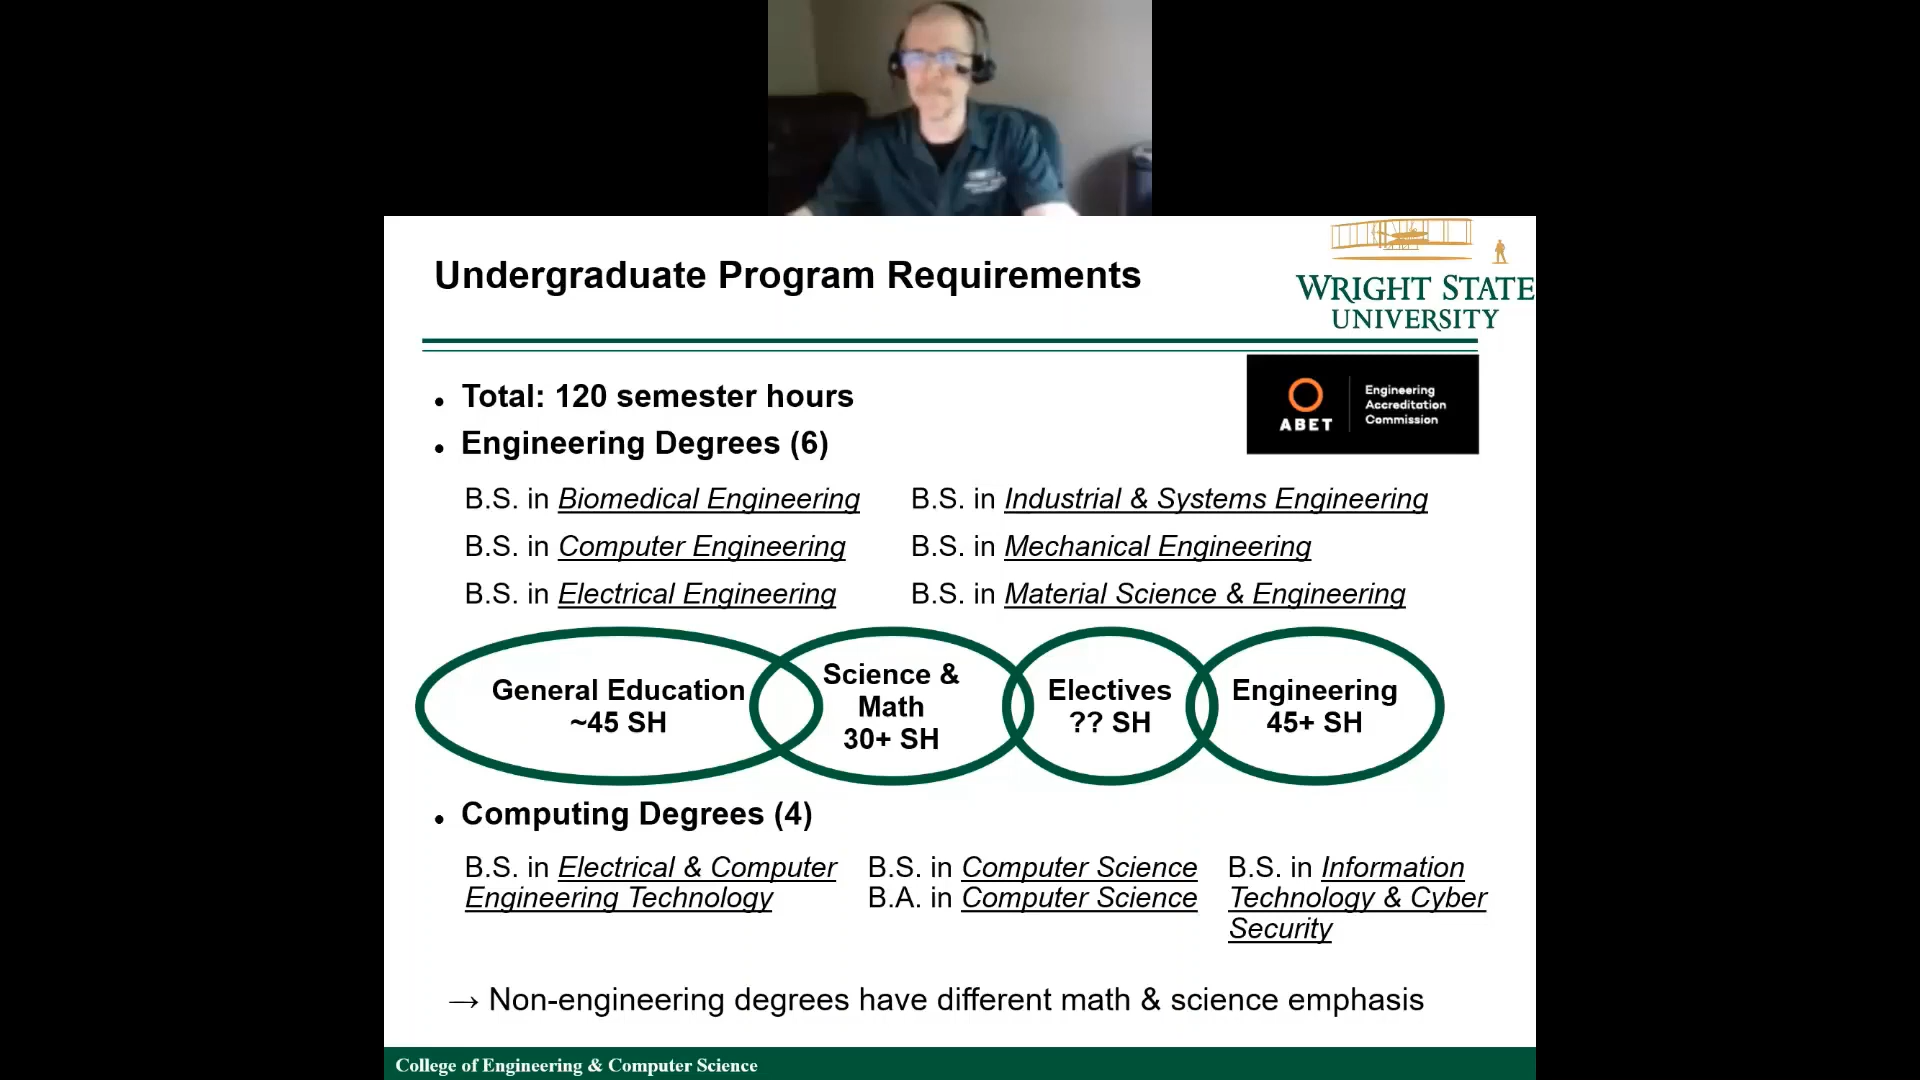 Undergraduate Program Requirements
WRIGHT STATE
UNIVERSITY
• Total: 120 semester hours
ABET
Engineering
Accreditation
Commission
• Engineering Degrees (6)
B.S. in Biomedical Engineering
B.S. in Industrial & Systems Engineering
B.S. in Computer Engineering
B.S. in Mechanical Engineering
B.S. in Electrical Engineering
B.S. in Material Science & Engineering
General Education
~45 SH
Science &
Math
30+ SH
Electives
?? SH
Engineering
45+ SH
• Computing Degrees (4)
B.S. in Electrical & Computer
Engineering Technology
B.S. in Computer Science
B.A. in Computer Science
B.S. in Information
Technology & Cyber
Security
→ Non-engineering degrees have different math & science emphasis
College of Engineering & Computer Science